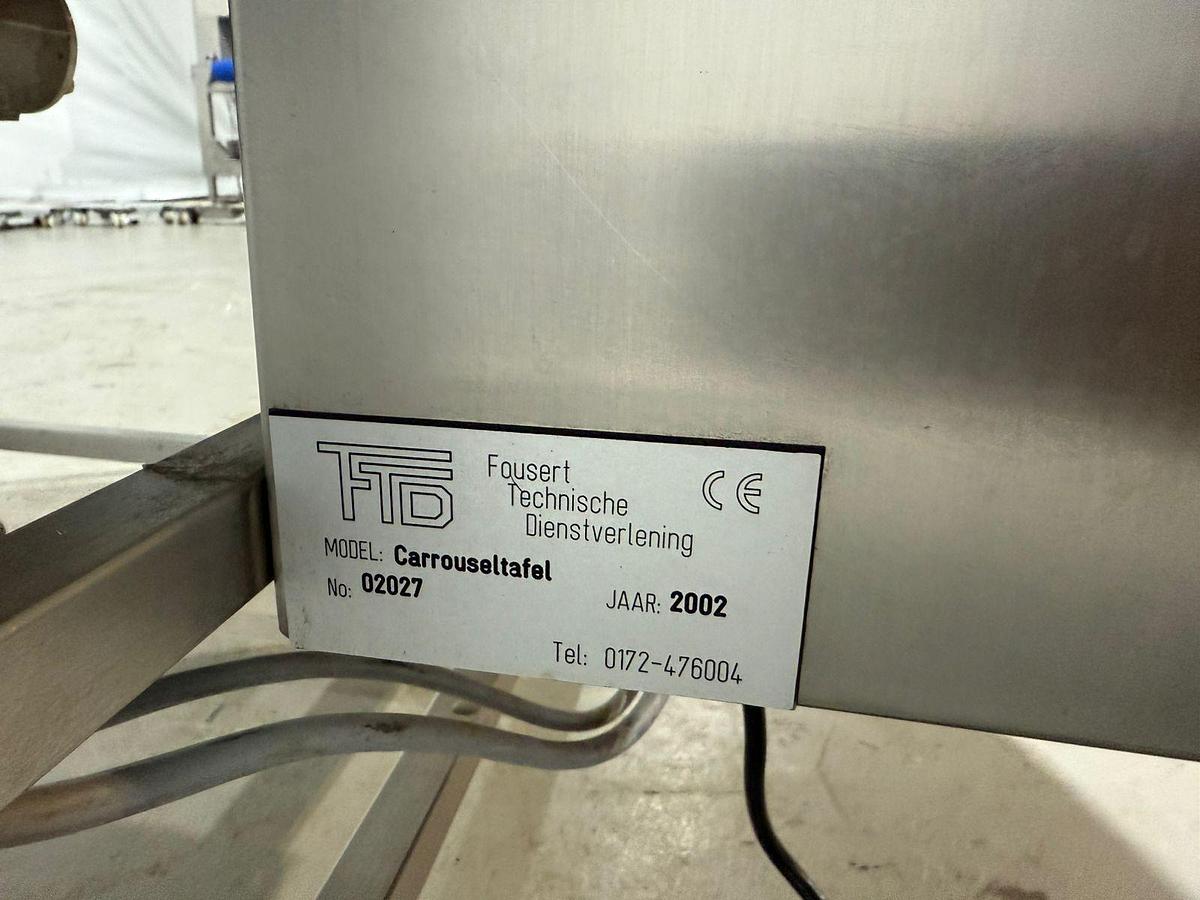 FTD
Fousert
Technische
Dienstverlening
CE
MODEL: Carrouseltafel
No: 02027
JAAR: 2002
Tel: 0172-476004